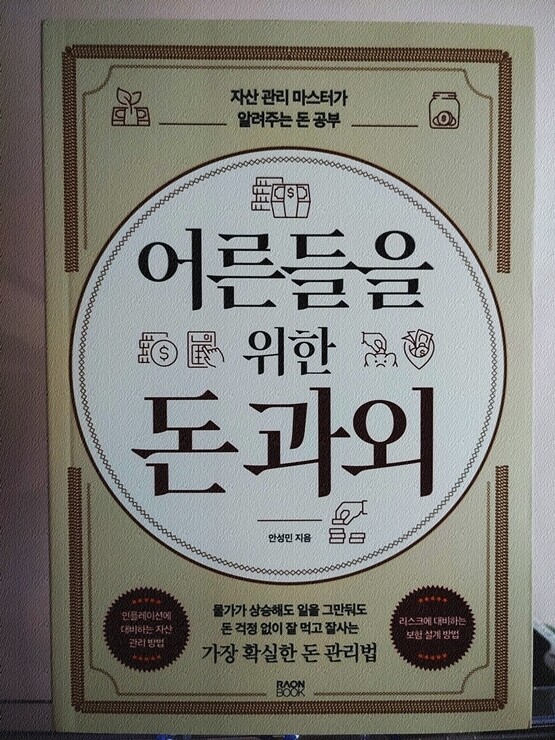 자산 관리 마스터가
알려주는 돈 공부
어른들을
위한
돈 과외
안성민 지음
물가가 상승해도 일을 그만둬도
돈 걱정 없이 잘 먹고 잘사는
가장 확실한 돈 관리법
인플레이션에
대비하는 자산
관리 방법
리스크에 대비하는
보험 설계 방법
RAON
BOOK